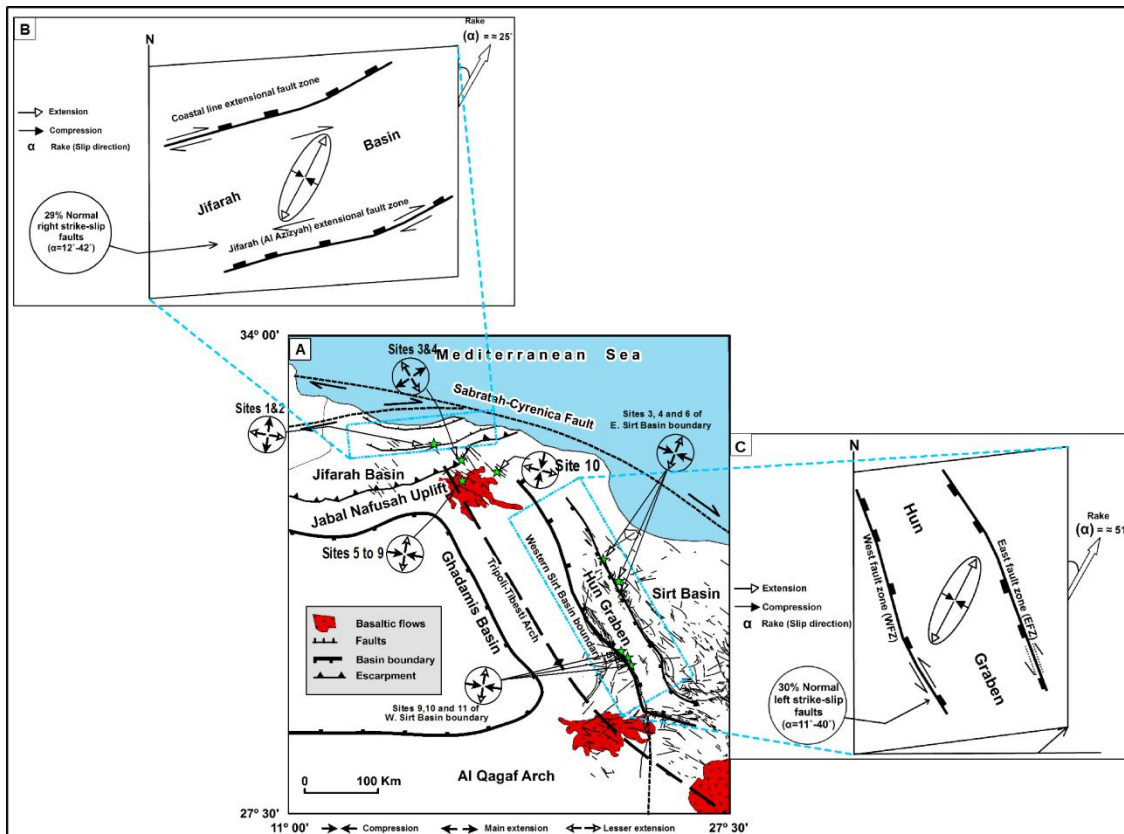 B
N
Rake
(α) = ≈ 25˚
Coastal line extensional fault zone
Extension
Compression
α Rake (Slip direction)
Basin
Jifarah
29% Normal
right strike-slip
faults
(α=12˚-42˚)
Jifarah (Al Azizyah) extensional fault zone
34° 00'
A
Sites 3&4
Mediterranean Sea
Sabratah-Cyrenica Fault
Sites 1&2
Sites 3, 4 and 6 of
E. Sirt Basin boundary
Jifarah Basin
Site 10
Jabal Nafusah Uplift
Sites 5 to 9
Ghadamis Basin
Tripoli-Tibesti Arch
Western Sirt Basin boundary
Hun Graben
Sirt Basin
Basaltic flows
Faults
Basin boundary
Escarpment
Sites 9,10 and 11 of
W. Sirt Basin boundary
0 100 Km
Al Qagaf Arch
27° 30'
11° 00'
27° 30'
Compression
Main extension
Lesser extension
C
N
Rake
(α) = ≈ 51
Hun
West fault zone (WFZ)
East fault zone (EFZ)
Extension
Compression
α Rake (Slip direction)
Graben
30% Normal
left strike-slip
faults
(α=11˚-40˚)